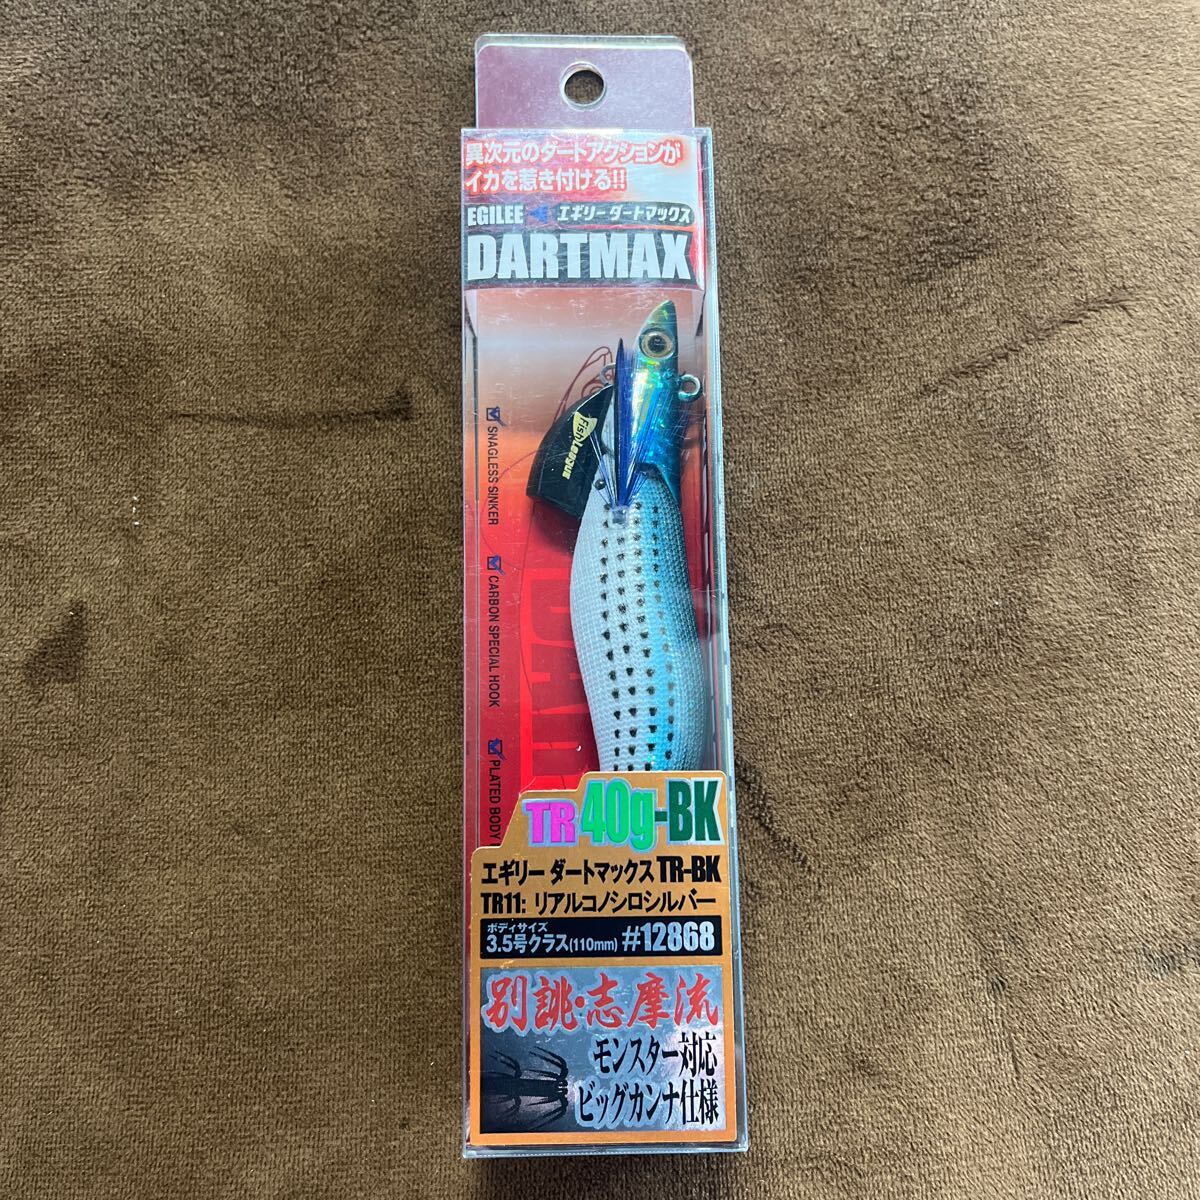 異次元のダートアクションが
イカを惹き付ける!!
EGILEE エギリー ダートマックス
DARTMAX
Fish League
SNAGLESS SINKER
CARBON SPECIAL HOOK
PLATED BODY
TR 40g-BK
エギリー ダートマックス TR-BK
TR11: リアルコノシロシルバー
ボディサイズ
3.5号クラス(110mm) #12868
別誂・志摩流
モンスター対応
ビッグカンナ仕様